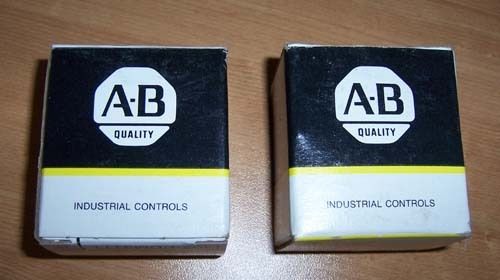 A-B
QUALITY
INDUSTRIAL CONTROLS
A-B
QUALITY
INDUSTRIAL CONTROLS